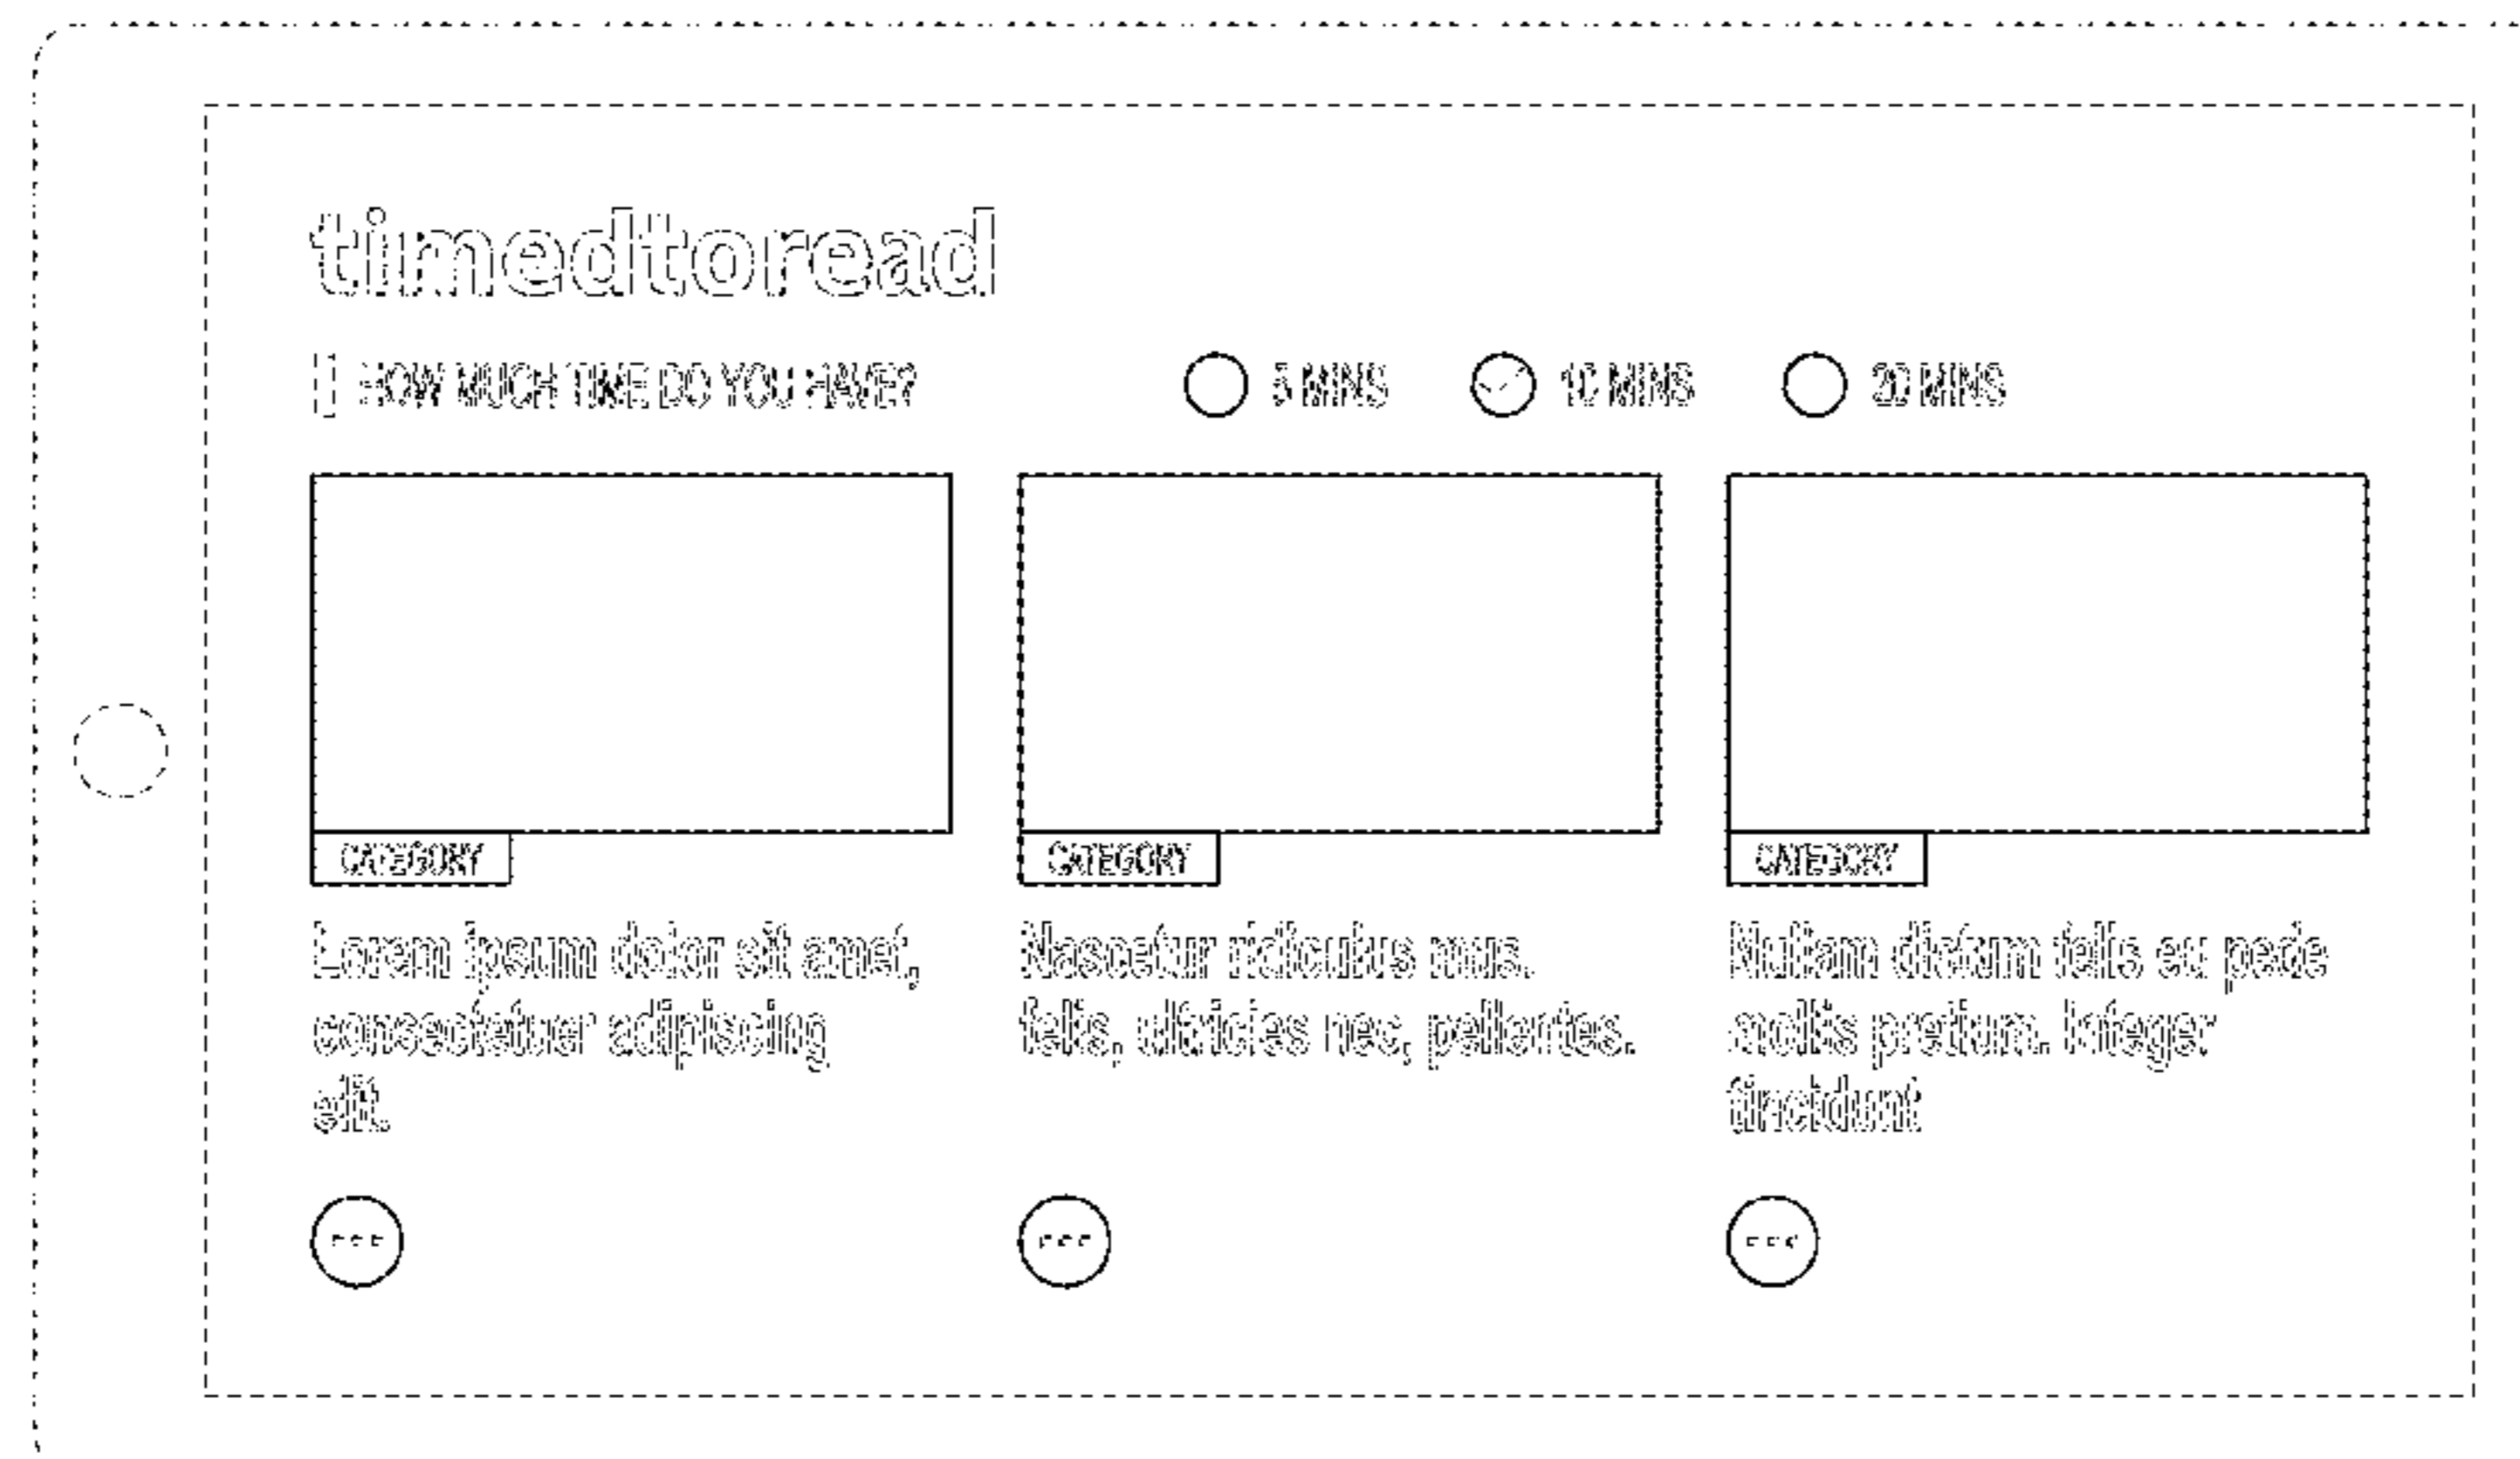 timedtoread
HOW MUCH TIME DO YOU HAVE? 5 MINS 10 MINS 20 MINS
CATEGORY CATEGORY CATEGORY
Lorem ipsum dolor sit amet,
consectetuer adipiscing
elit.
Nascetur ridiculus mus.
felis, ultricies nec, pellentes.
Nullam dictum felis eu pede
mollis pretium. Integer
tincidunt